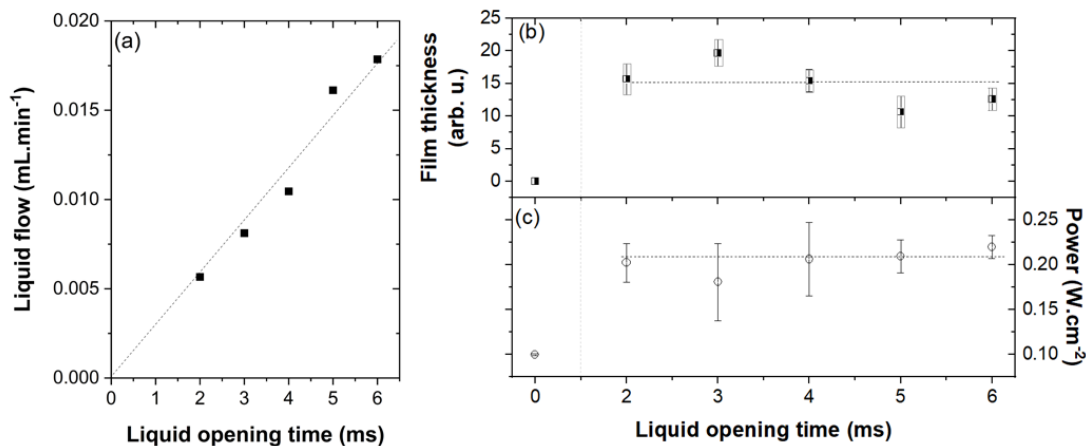 (a)
0.020
0.015
0.010
0.005
0.000
0 1 2 3 4 5 6
Liquid opening time (ms)
Liquid flow (mL.min⁻¹)
(b)
25
20
15
10
5
0
Film thickness
(arb. u.)
(c)
0.25
0.20
0.15
0.10
Power (W.cm⁻²)
0 2 3 4 5 6
Liquid opening time (ms)